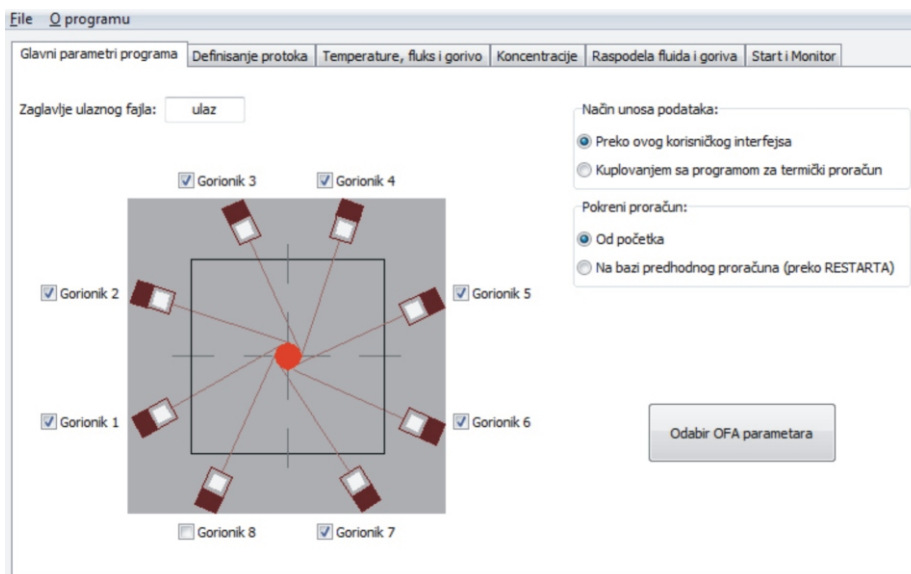 File O programu
Glavni parametri programa Definisanje protoka Temperature, fluks i gorivo Koncentracije Raspodela fluida i goriva Start i Monitor
Zaglavlje ulaznog fajla: ulaz
Način unosa podataka:
Preko ovog korisničkog interfejsa
Kuplovanjem sa programom za termički proračun
Pokreni proračun:
Od početka
Na bazi predhodnog proračuna (preko RESTARTA)
Gorionik 3 Gorionik 4
Gorionik 2 Gorionik 5
Gorionik 1 Gorionik 6
Gorionik 8 Gorionik 7
Odabir OFA parametara